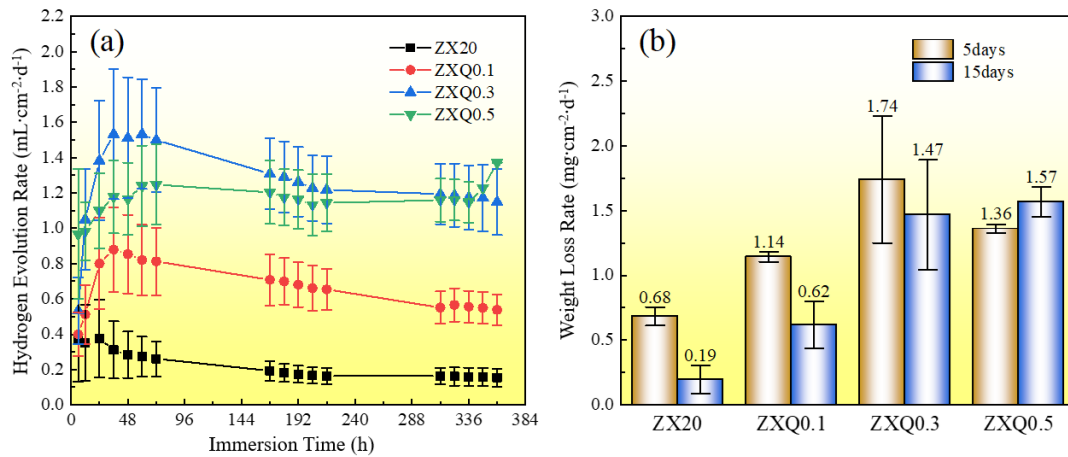 (a)
ZX20
ZXQ0.1
ZXQ0.3
ZXQ0.5
Hydrogen Evolution Rate (mL·cm⁻²·d⁻¹)
2.2
2.0
1.8
1.6
1.4
1.2
1.0
0.8
0.6
0.4
0.2
0.0
0 48 96 144 192 240 288 336 384
Immersion Time (h)
(b)
5days
15days
Weight Loss Rate (mg·cm⁻²·d⁻¹)
3.0
2.5
2.0
1.5
1.0
0.5
0.0
0.68
0.19
1.14
0.62
1.74
1.47
1.36
1.57
ZX20 ZXQ0.1 ZXQ0.3 ZXQ0.5